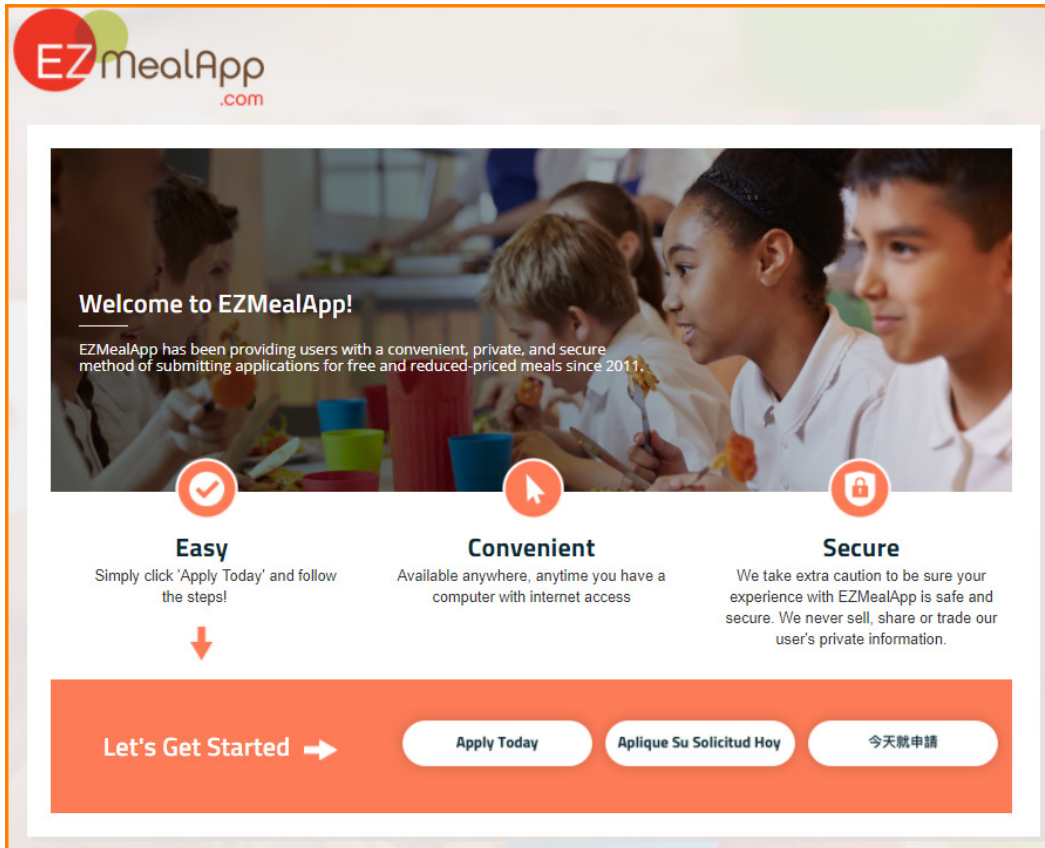 EZMealApp
.com
Welcome to EZMealApp!
EZMealApp has been providing users with a convenient, private, and secure
method of submitting applications for free and reduced-priced meals since 2011.
Easy
Simply click 'Apply Today' and follow
the steps!
Convenient
Available anywhere, anytime you have a
computer with internet access
Secure
We take extra caution to be sure your
experience with EZMealApp is safe and
secure. We never sell, share or trade our
user's private information.
Let's Get Started
Apply Today
Aplique Su Solicitud Hoy
今天就申請